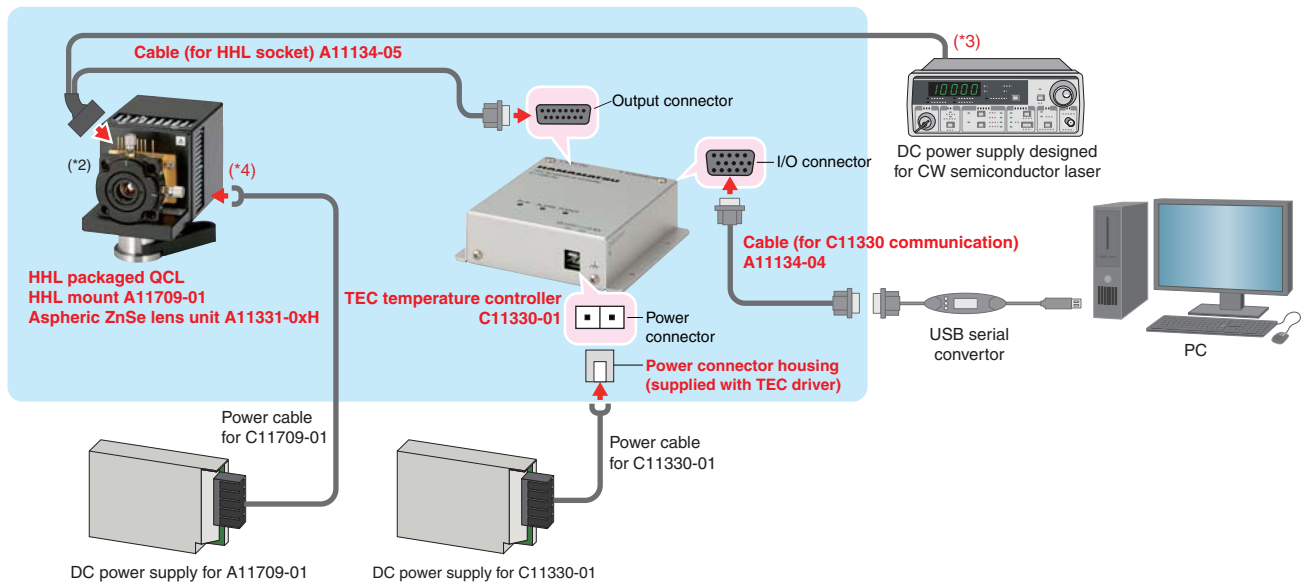 Cable (for HHL socket) A11134-05
(*3)
Output connector
10000
DC power supply designed
for CW semiconductor laser
(*2)
(*4)
HAMAMATSU
I/O connector
Cable (for C11330 communication)
A11134-04
HHL packaged QCL
HHL mount A11709-01
Aspheric ZnSe lens unit A11331-0xH
TEC temperature controller
C11330-01
Power
connector
USB serial
convertor
PC
Power connector housing
(supplied with TEC driver)
Power cable
for C11709-01
Power cable
for C11330-01
DC power supply for A11709-01
DC power supply for C11330-01